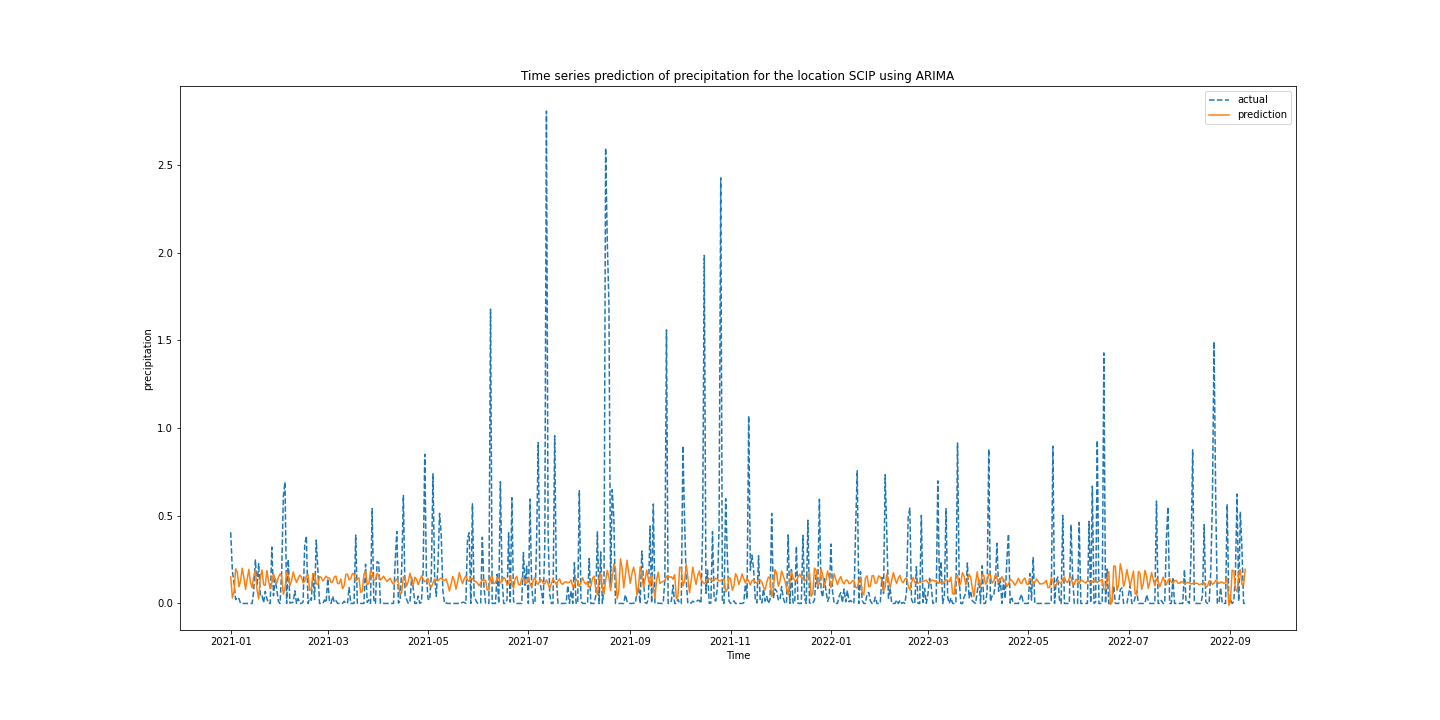 Time series prediction of precipitation for the location SCIP using ARIMA
actual
prediction
precipitation
2.5
2.0
1.5
1.0
0.5
0.0
2021-01 2021-03 2021-05 2021-07 2021-09 2021-11 2022-01 2022-03 2022-05 2022-07 2022-09
Time